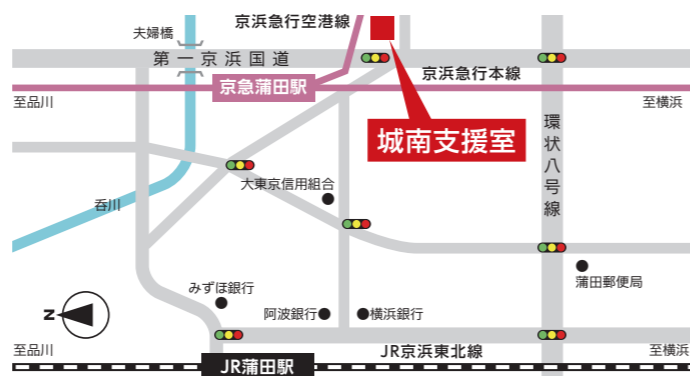 京浜急行空港線
夫婦橋
第一京浜国道
京浜急行本線
京急蒲田駅
至品川
至横浜
城南支援室
環状八号線
大東京信用組合
呑川
蒲田郵便局
みずほ銀行
阿波銀行
横浜銀行
N
至品川
JR京浜東北線
至横浜
JR蒲田駅